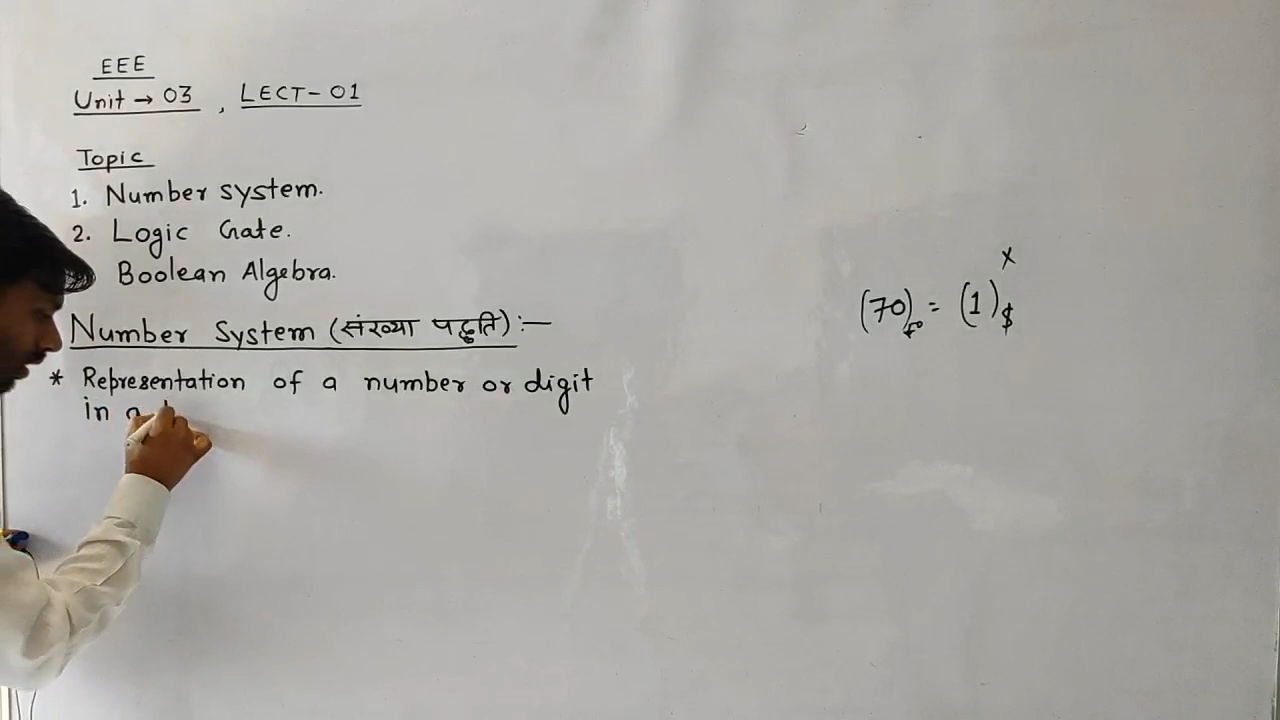 EEE
Unit → 03 , LECT-01
Topic
1. Number system.
2. Logic Gate.
Boolean Algebra.
Number System (संख्या पद्धति) :-
* Representation of a number or digit
in a
x
(70) = (1)$